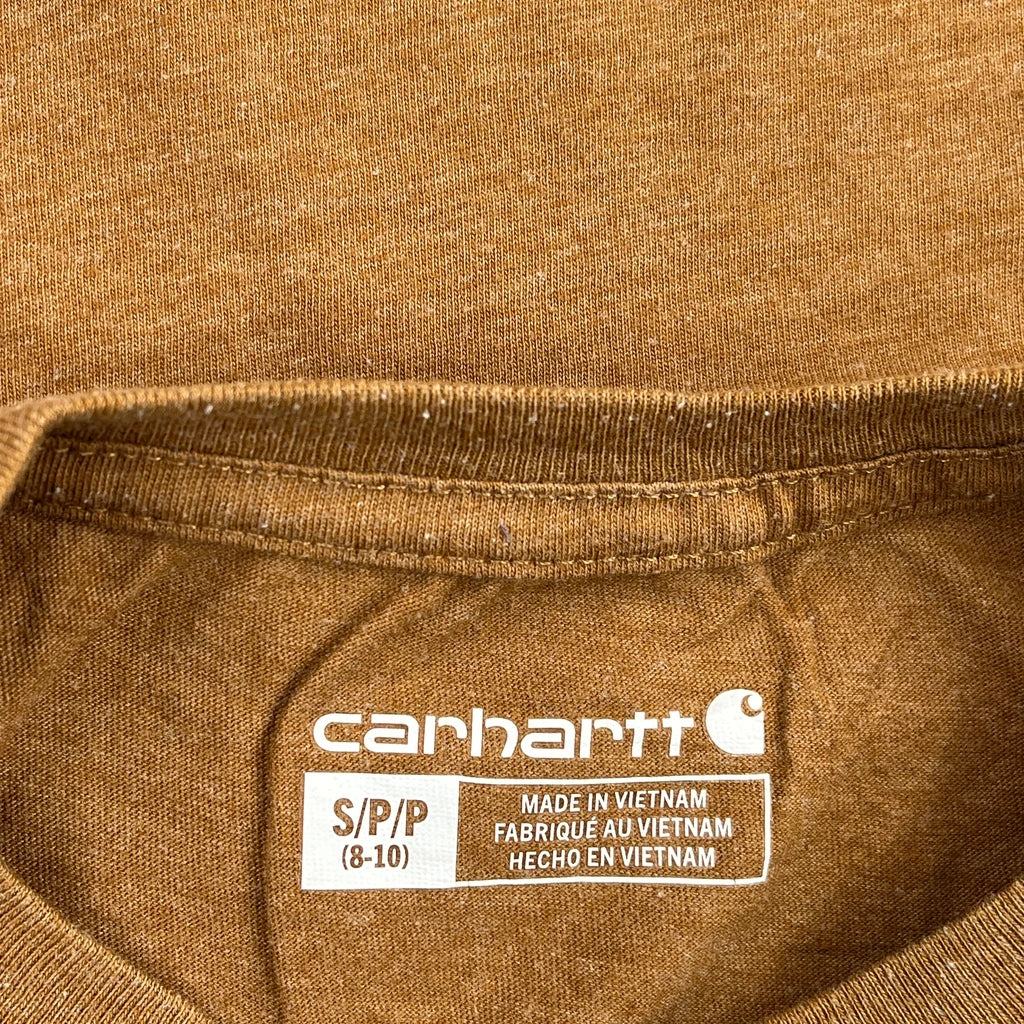 carhartt
S/P/P
(8-10)
MADE IN VIETNAM
FABRIQUÉ AU VIETNAM
HECHO EN VIETNAM